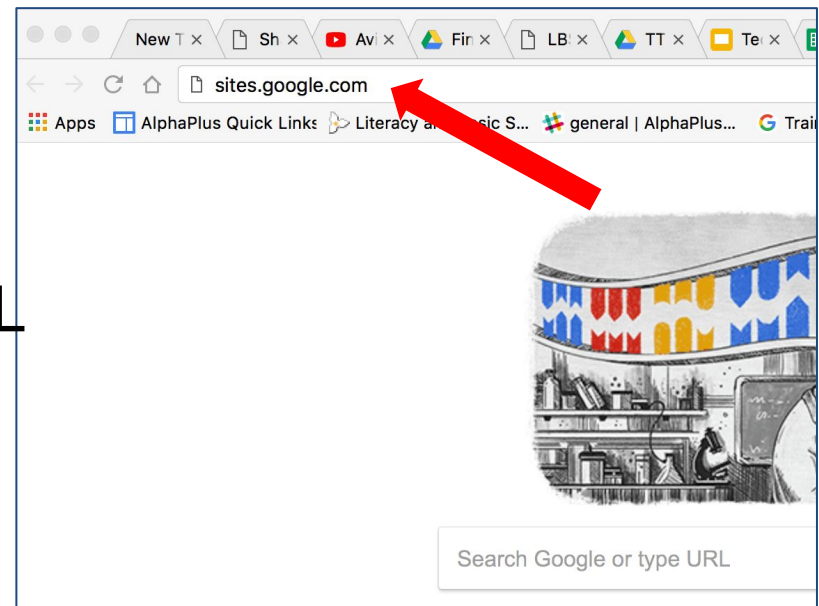 New T
Sh
Avi
Fin
LB
TT
Te
sites.google.com
Apps AlphaPlus Quick Links Literacy an sic S... general | AlphaPlus... Trai
L
Search Google or type URL